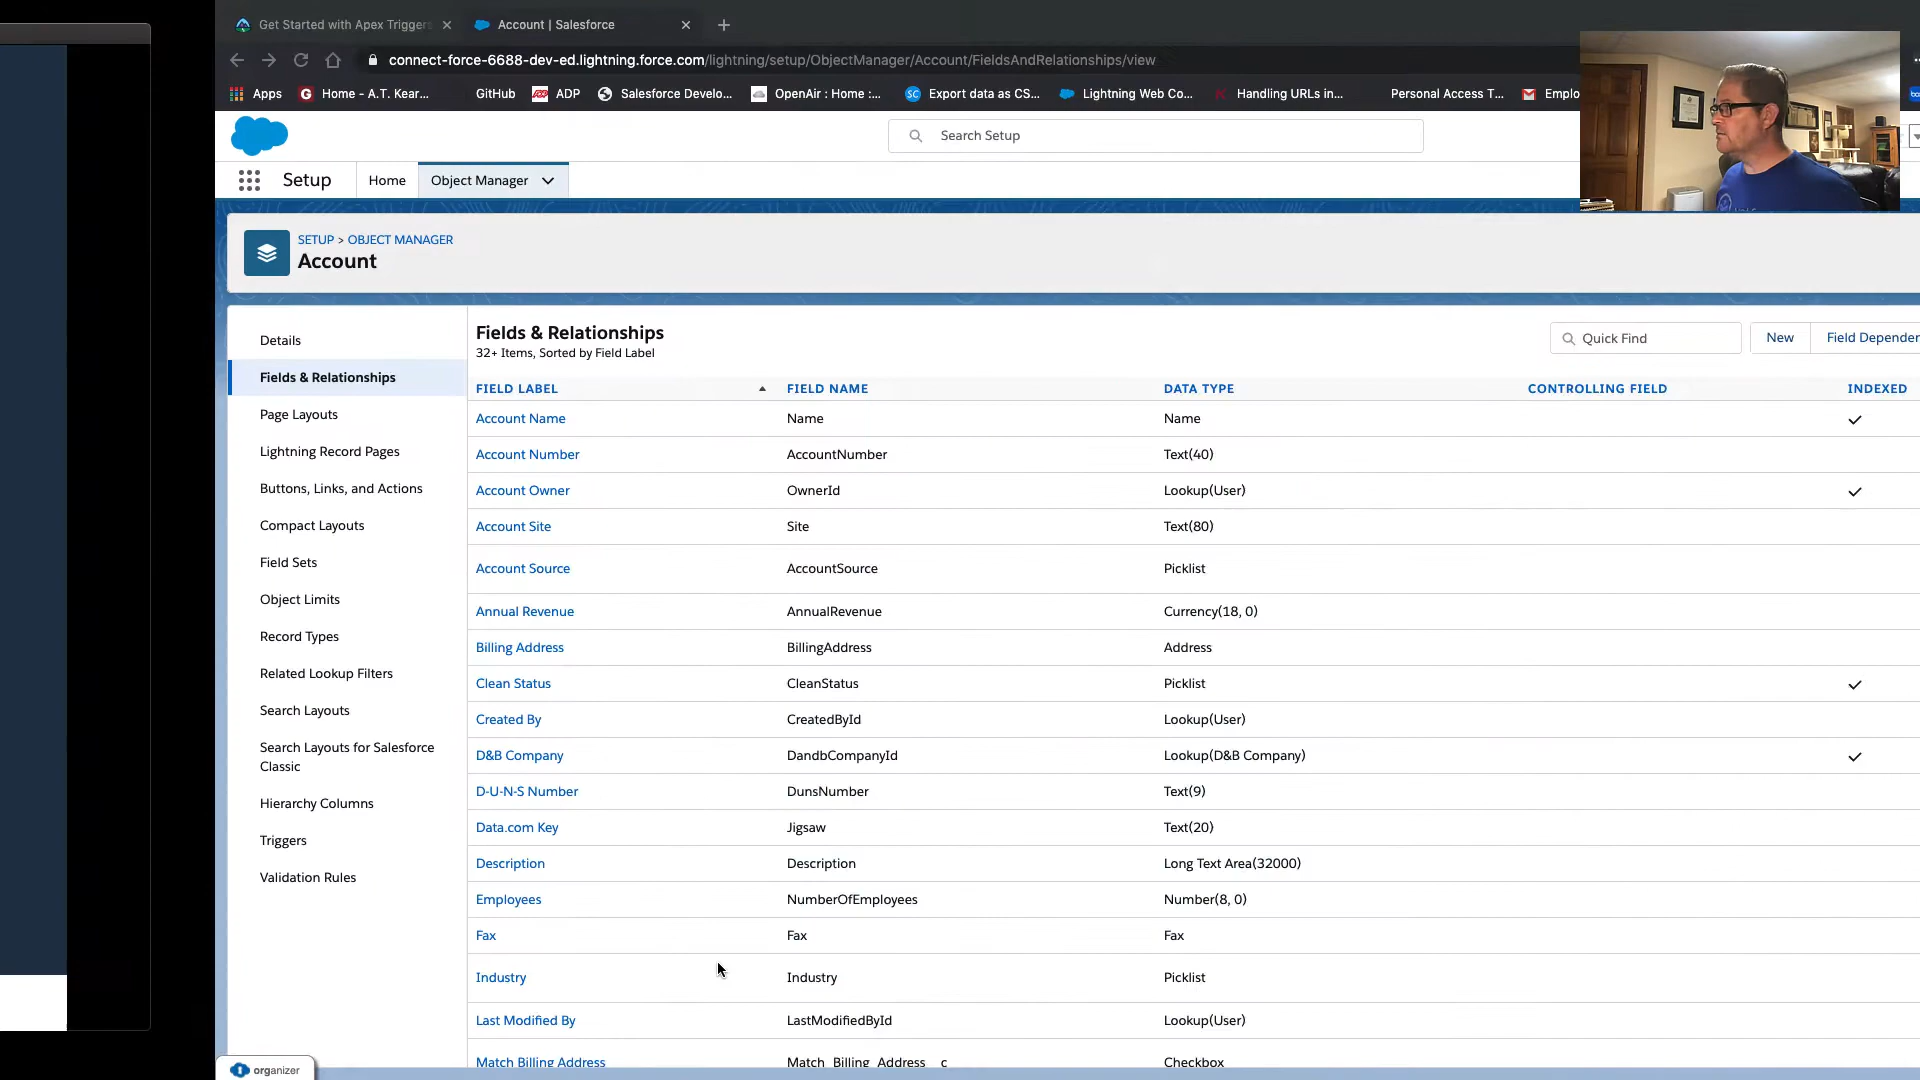 Get Started with Apex Triggers
Account | Salesforce
connect-force-6688-dev-ed.lightning.force.com/lightning/setup/ObjectManager/Account/FieldsAndRelationships/view
Apps
Home - A.T. Kear...
GitHub
ADP
Salesforce Develo...
OpenAir : Home :...
Export data as CS...
Lightning Web Co...
Handling URLs in...
Personal Access T...
Emplo
Search Setup
Setup
Home
Object Manager
SETUP > OBJECT MANAGER
Account
Details
Fields & Relationships
Page Layouts
Lightning Record Pages
Buttons, Links, and Actions
Compact Layouts
Field Sets
Object Limits
Record Types
Related Lookup Filters
Search Layouts
Search Layouts for Salesforce
Classic
Hierarchy Columns
Triggers
Validation Rules
Fields & Relationships
32+ Items, Sorted by Field Label
Quick Find
New
Field Dependen
FIELD LABEL FIELD NAME DATA TYPE CONTROLLING FIELD INDEXED
Account Name Name Name
Account Number AccountNumber Text(40)
Account Owner OwnerId Lookup(User)
Account Site Site Text(80)
Account Source AccountSource Picklist
Annual Revenue AnnualRevenue Currency(18, 0)
Billing Address BillingAddress Address
Clean Status CleanStatus Picklist
Created By CreatedById Lookup(User)
D&B Company DandbCompanyId Lookup(D&B Company)
D-U-N-S Number DunsNumber Text(9)
Data.com Key Jigsaw Text(20)
Description Description Long Text Area(32000)
Employees NumberOfEmployees Number(8, 0)
Fax Fax Fax
Industry Industry Picklist
Last Modified By LastModifiedById Lookup(User)
Match Billing Address Match_Billing_Address__c Checkbox
organizer